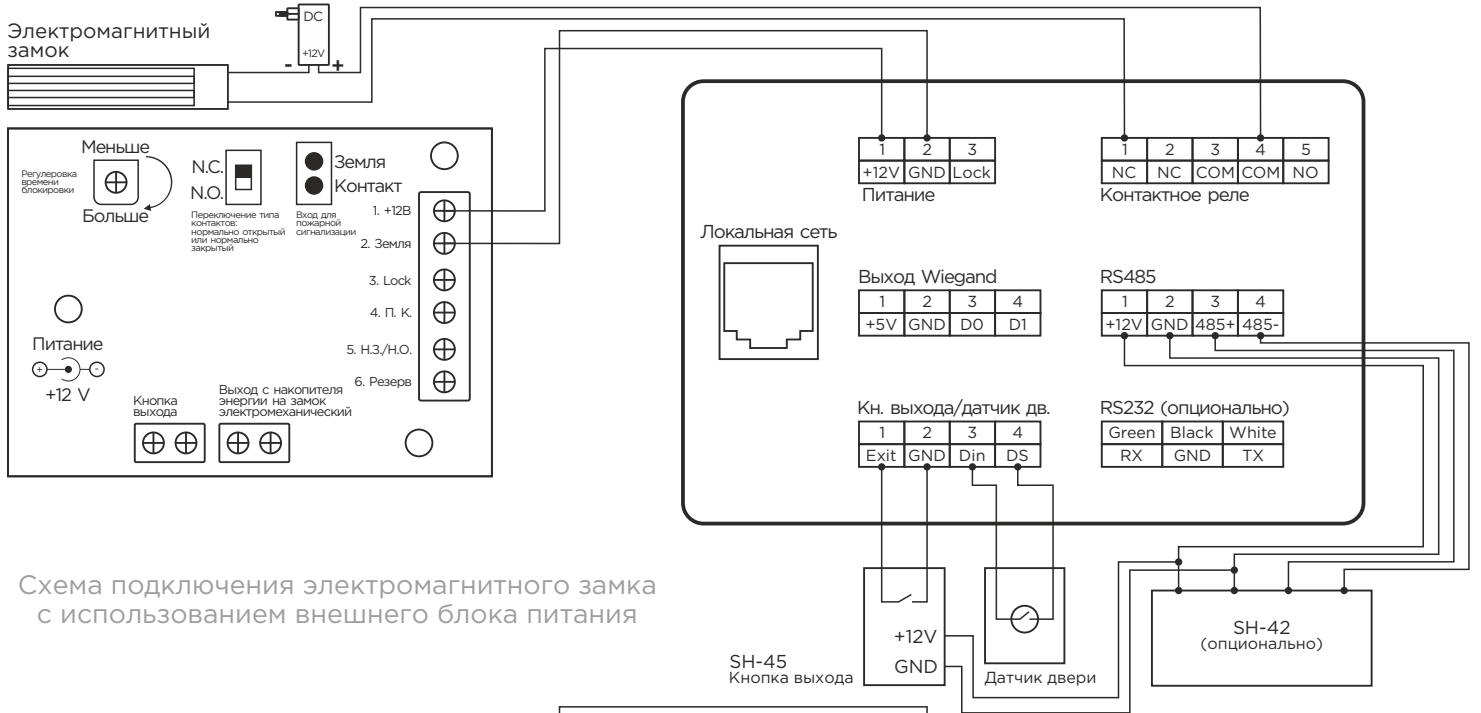 Электромагнитный
замок
DC
+12V
- +
Меньше
Регулеровка
времени
блокировки
Больше
N.C.
N.O.
Переключение типа
контактов:
нормально открытый
или нормально
закрытый
Земля
Контакт
Вход для
пожарной
сигнализации
1. +12В
2. Земля
3. Lock
4. П. К.
5. Н.З./Н.О.
6. Резерв
Питание
+ -
+12 V
Кнопка
выхода
Выход с накопителя
энергии на замок
электромеханический
1 2 3
+12V GND Lock
Питание
1 2 3 4 5
NC NC COM COM NO
Контактное реле
Локальная сеть
Выход Wiegand
1 2 3 4
+5V GND D0 D1
RS485
1 2 3 4
+12V GND 485+ 485-
Кн. выхода/датчик дв.
1 2 3 4
Exit GND Din DS
RS232 (опционально)
Green Black White
RX GND TX
Схема подключения электромагнитного замка
с использованием внешнего блока питания
+12V
GND
SH-45
Кнопка выхода
Датчик двери
SH-42
(опционально)